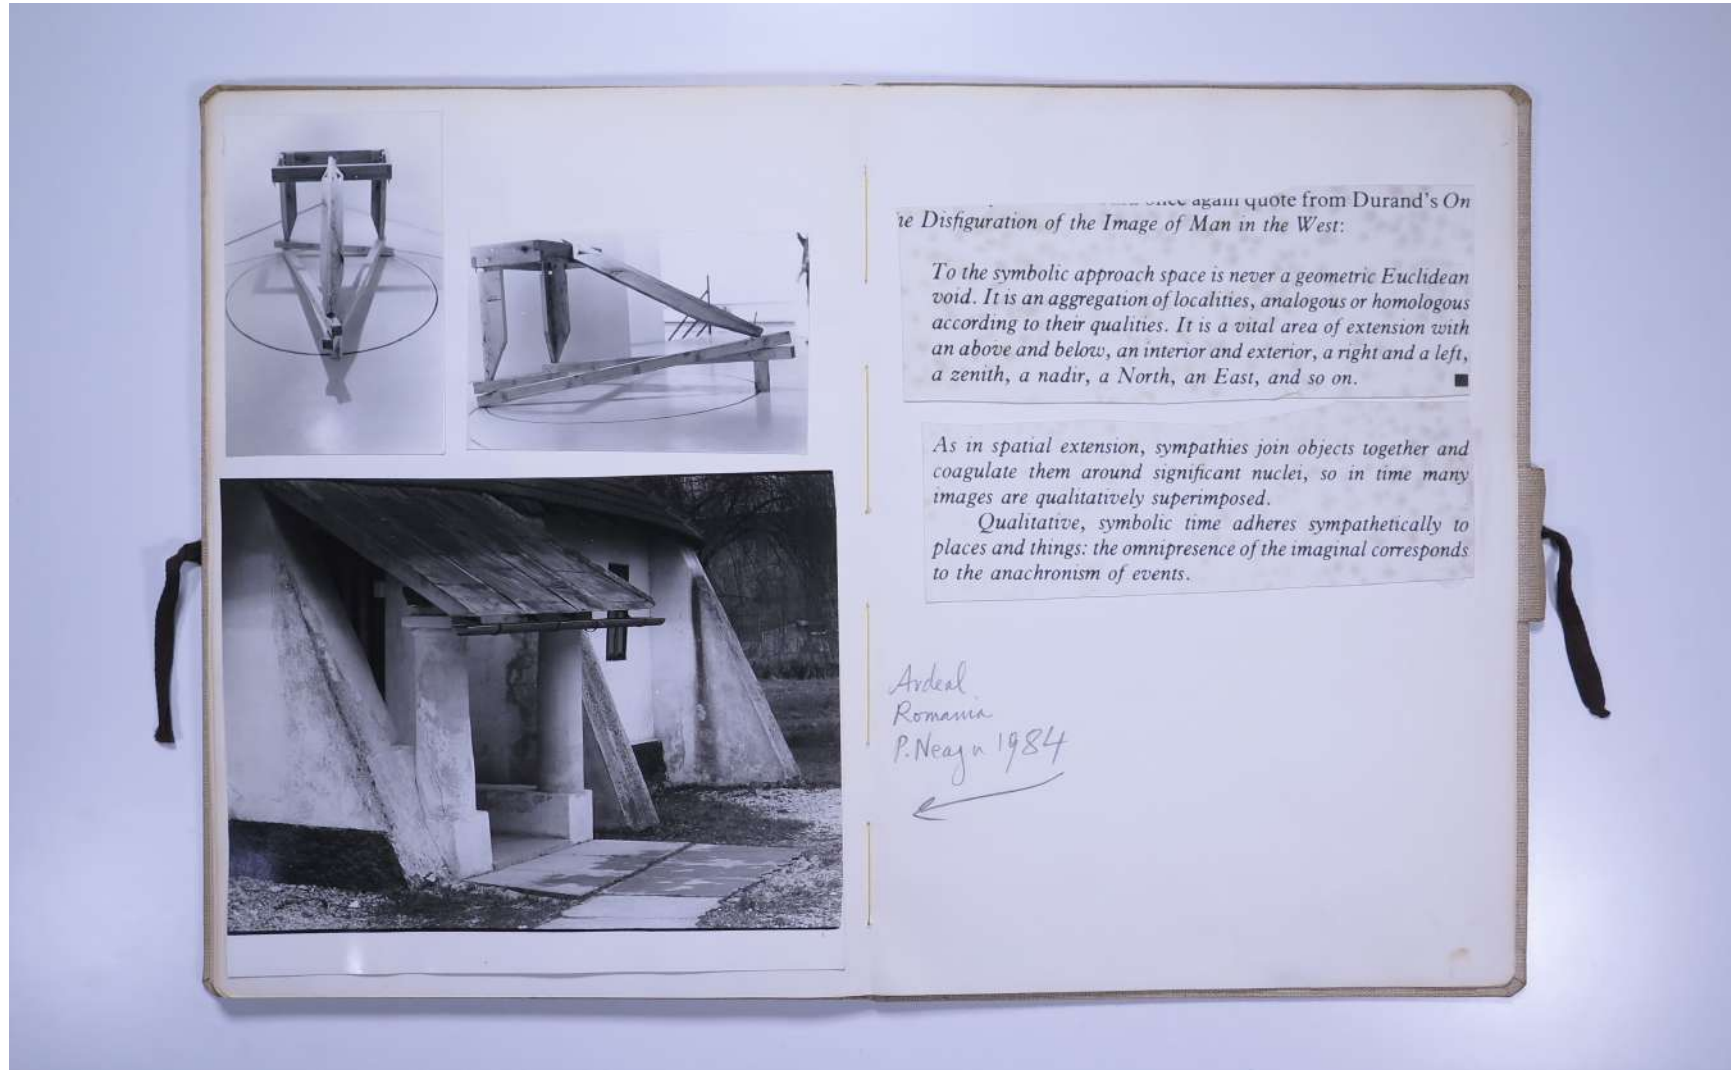 again quote from Durand's On
Disfiguration of the Image of Man in the West:
To the symbolic approach space is never a geometric Euclidean
void. It is an aggregation of localities, analogous or homologous
according to their qualities. It is a vital area of extension with
an above and below, an interior and exterior, a right and a left,
a zenith, a nadir, a North, an East, and so on.
As in spatial extension, sympathies join objects together and
coagulate them around significant nuclei, so in time many
images are qualitatively superimposed.
Qualitative, symbolic time adheres sympathetically to
places and things: the omnipresence of the imaginal corresponds
to the anachronism of events.
Ardeal
Romania
P. Neagu 1984